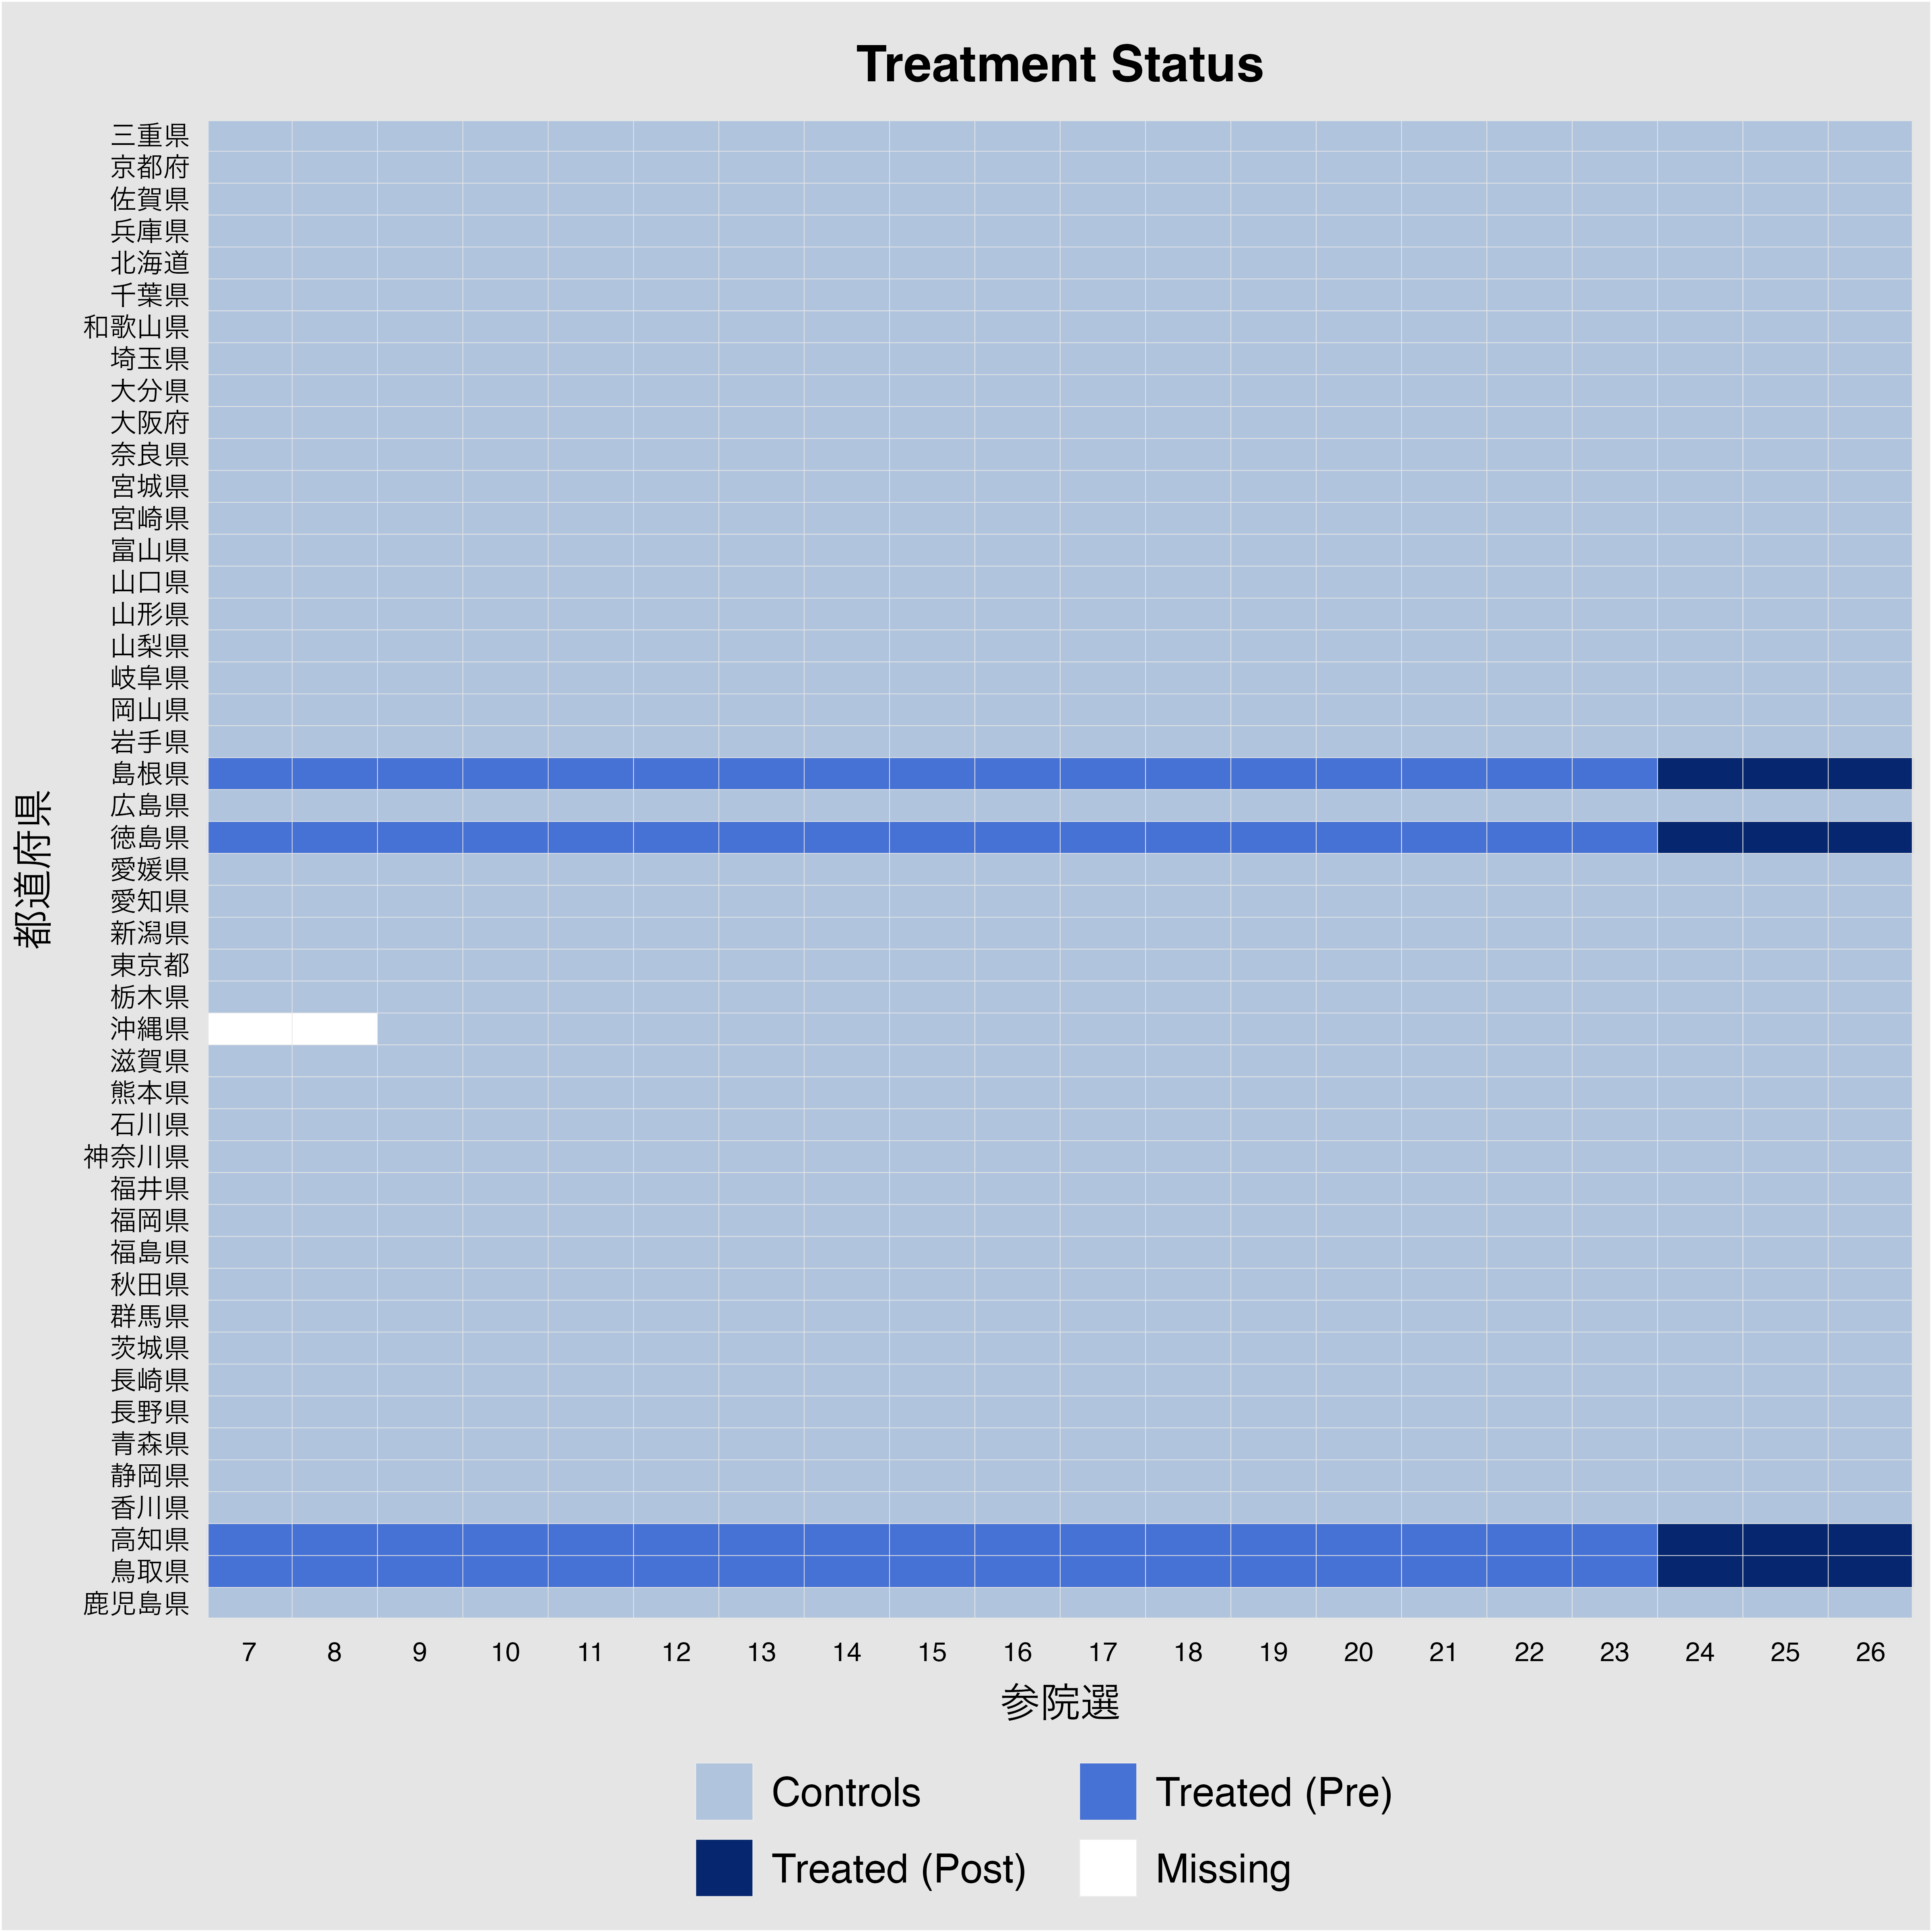 Treatment Status
三重県
京都府
佐賀県
兵庫県
北海道
千葉県
和歌山県
埼玉県
大分県
大阪府
奈良県
宮城県
宮崎県
富山県
山口県
山形県
山梨県
岐阜県
岡山県
岩手県
島根県
広島県
徳島県
愛媛県
愛知県
新潟県
東京都
栃木県
沖縄県
滋賀県
熊本県
石川県
神奈川県
福井県
福岡県
福島県
秋田県
群馬県
茨城県
長崎県
長野県
青森県
静岡県
香川県
高知県
鳥取県
鹿児島県
都道府県
7 8 9 10 11 12 13 14 15 16 17 18 19 20 21 22 23 24 25 26
参院選
Controls Treated (Pre)
Treated (Post) Missing